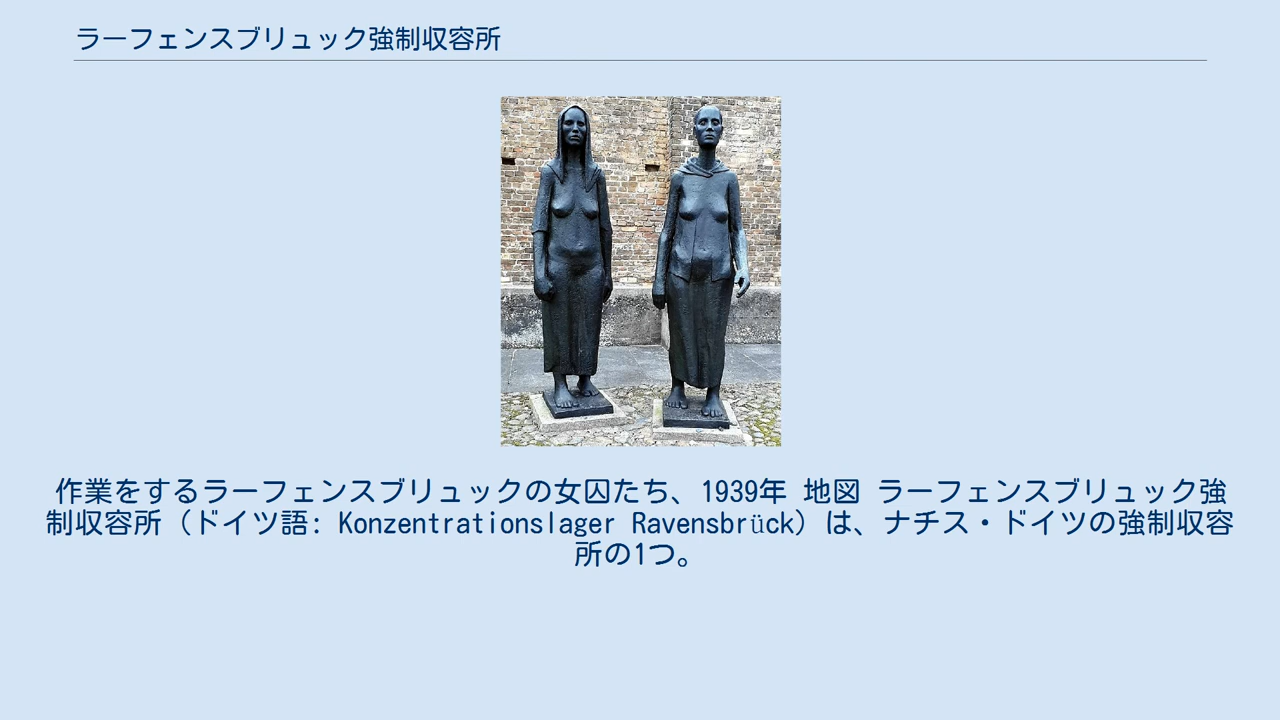 ラーフェンスブリュック強制収容所
作業をするラーフェンスブリュックの女囚たち、1939年 地図 ラーフェンスブリュック強
制収容所（ドイツ語: Konzentrationslager Ravensbrück）は、ナチス・ドイツの強制収容
所の1つ。